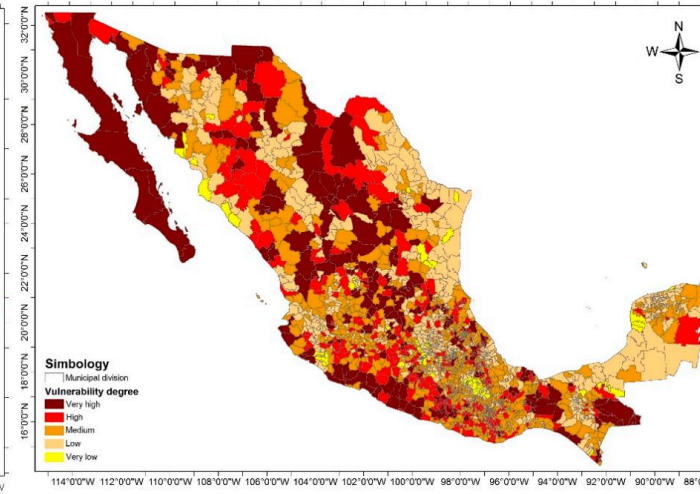 N
W E
S
32°0'0"N
30°0'0"N
28°0'0"N
26°0'0"N
24°0'0"N
22°0'0"N
20°0'0"N
18°0'0"N
16°0'0"N
Simbology
Municipal division
Vulnerability degree
Very high
High
Medium
Low
Very low
114°0'0"W 112°0'0"W 110°0'0"W 108°0'0"W 106°0'0"W 104°0'0"W 102°0'0"W 100°0'0"W 98°0'0"W 96°0'0"W 94°0'0"W 92°0'0"W 90°0'0"W